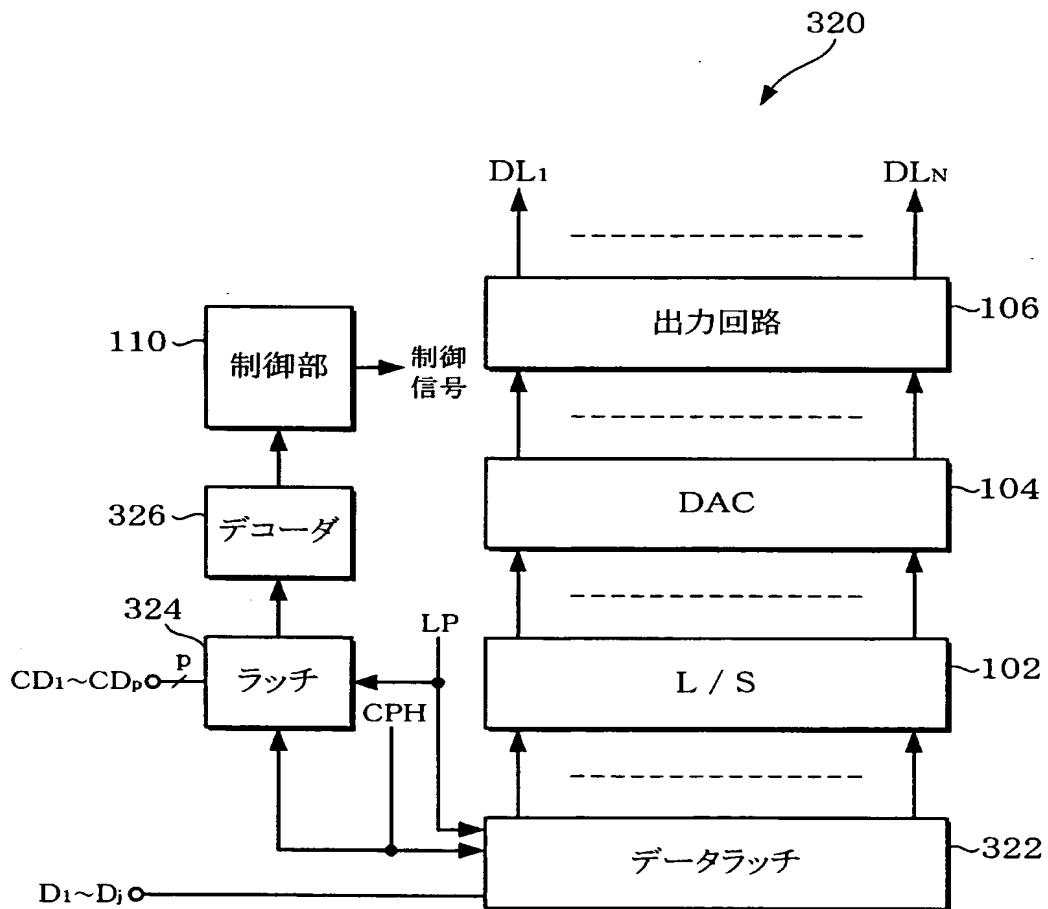 320
DL1
DLN
出力回路
106
110
制御部
制御
信号
DAC
104
326
デコーダ
324
LP
CD1~CDp
p
ラッチ
L / S
102
CPH
データラッチ
322
D1~Dj